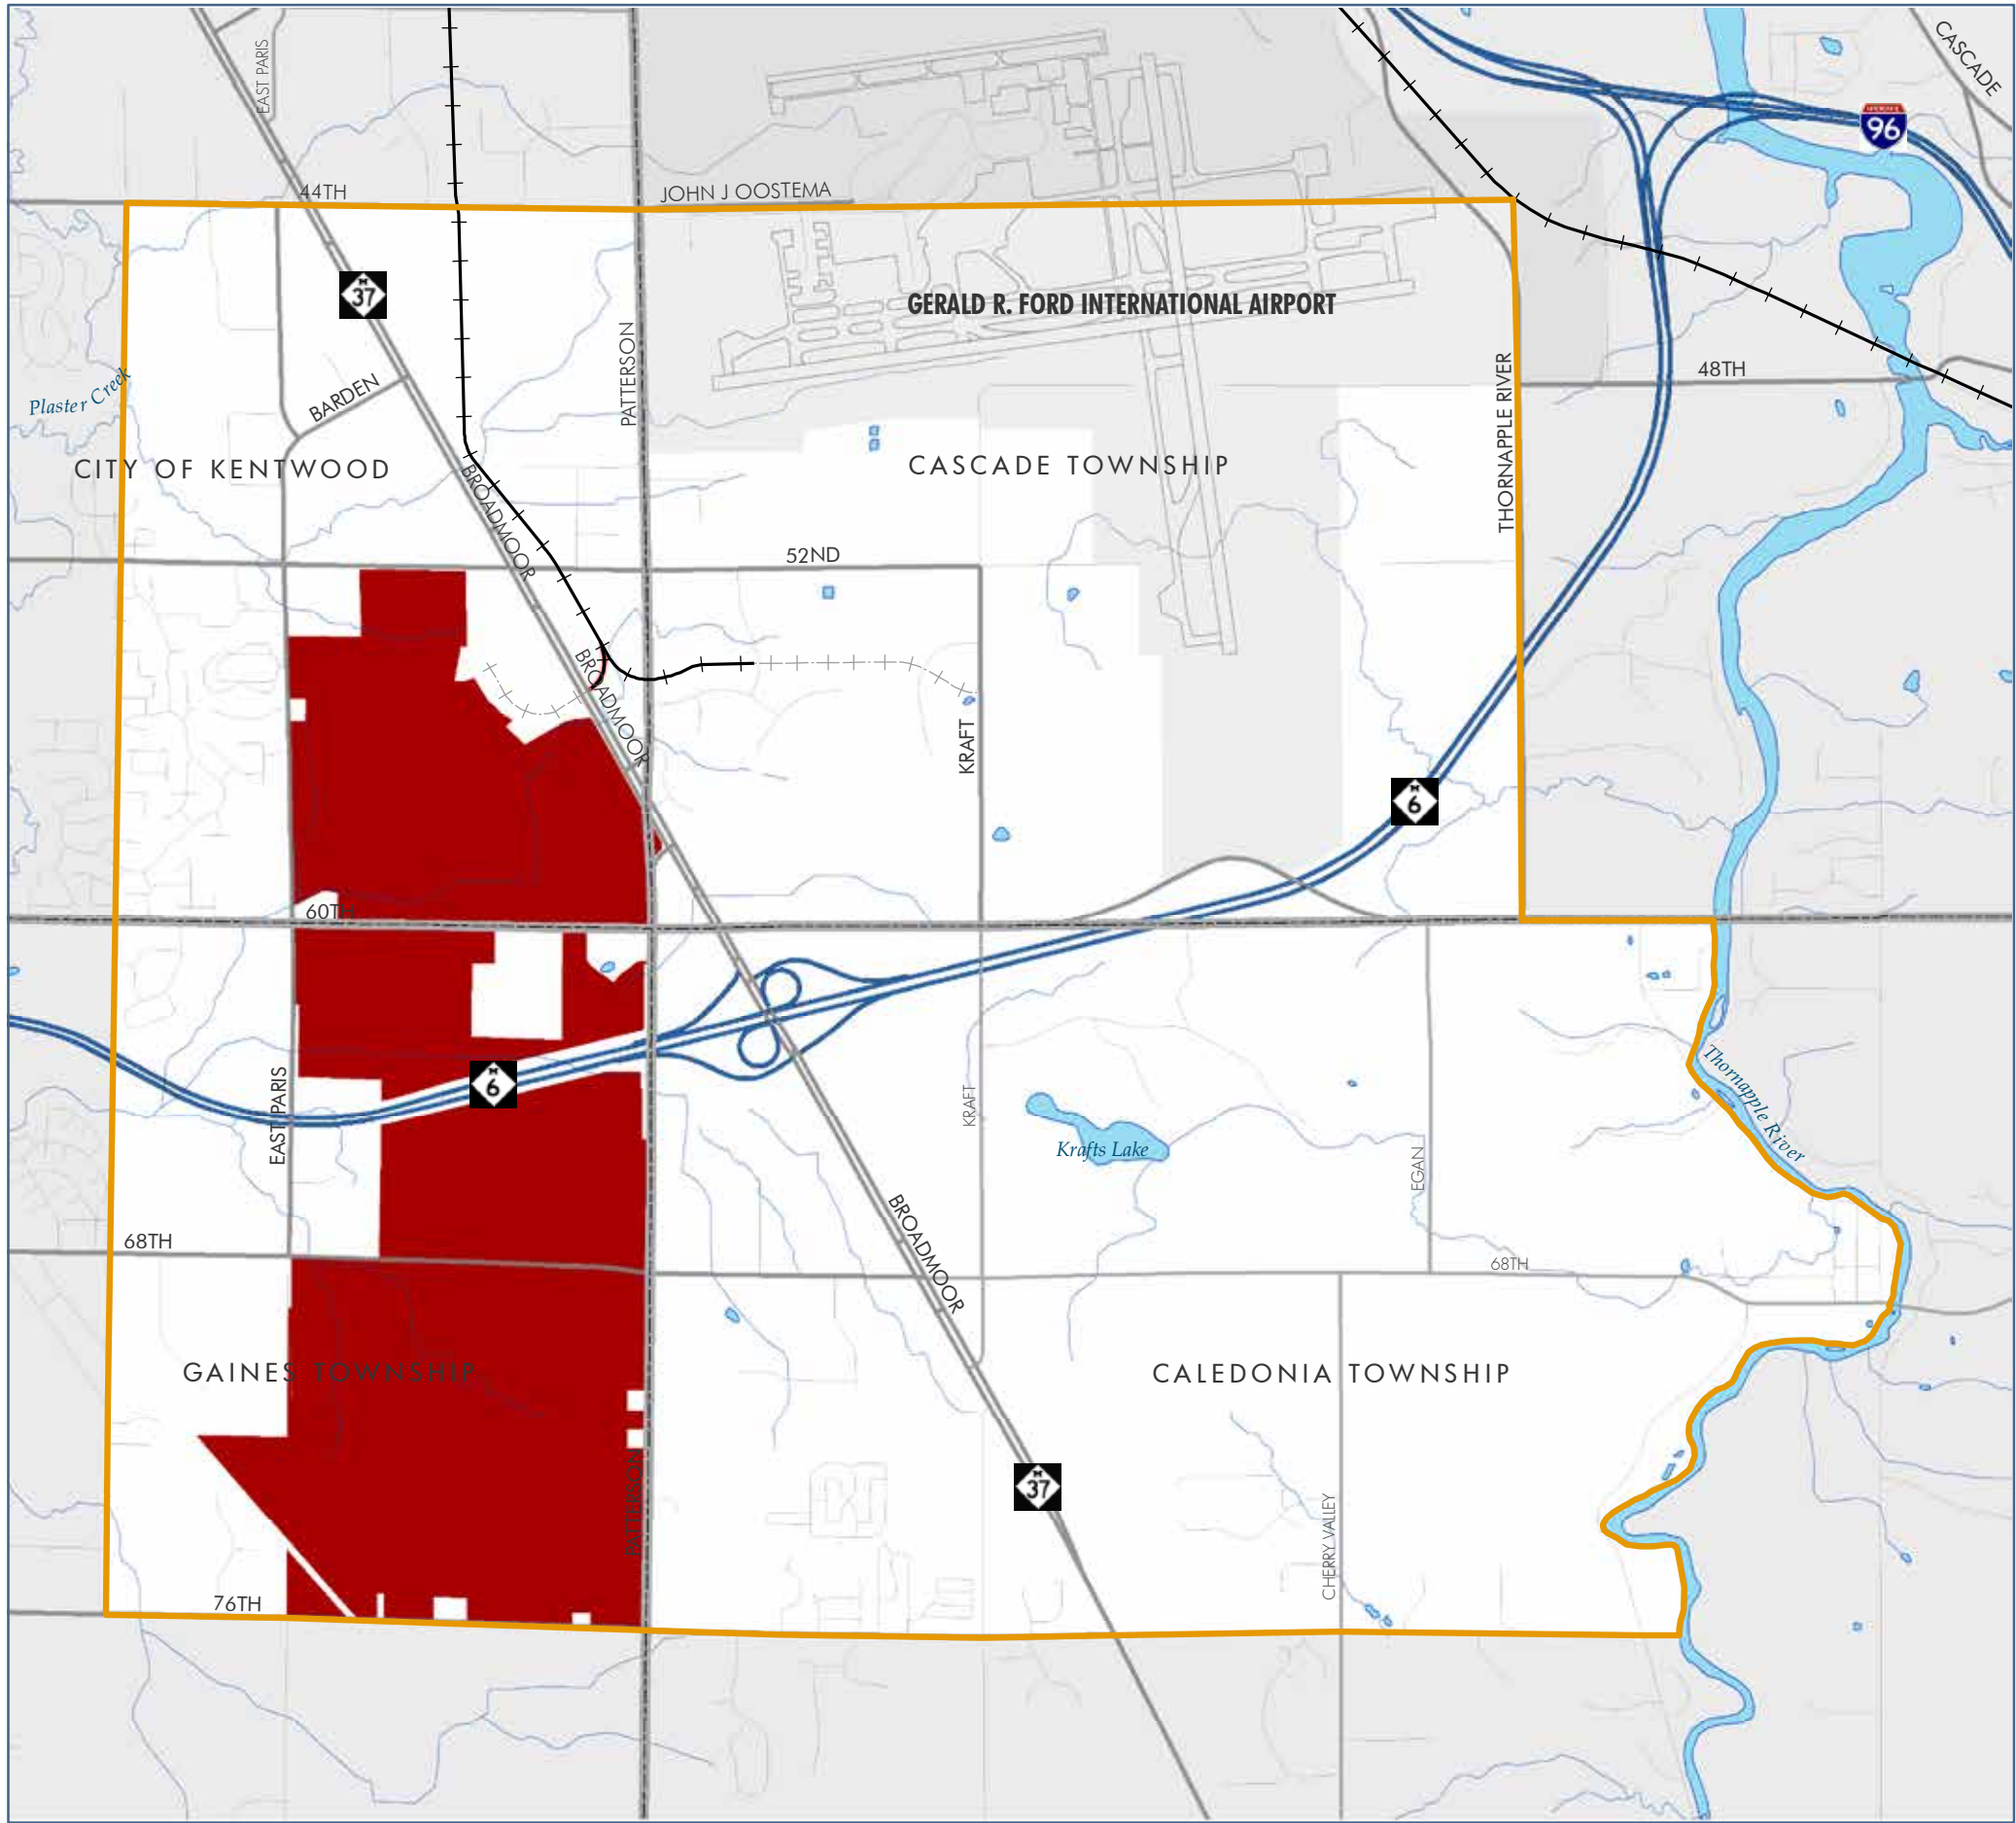 EAST PARIS
CASCADE
INTERSTATE
96
44TH
JOHN J OOSTEMA
M
37
GERALD R. FORD INTERNATIONAL AIRPORT
PATTERSON
THORNAPPLE RIVER
48TH
Plaster Creek
BARDEN
CITY OF KENTWOOD
CASCADE TOWNSHIP
BROADMOOR
52ND
BROADMOOR
KRAFT
M
6
60TH
M
6
EAST PARIS
KRAFT
Krafts Lake
EGAN
Thornapple River
68TH
BROADMOOR
68TH
GAINES TOWNSHIP
CALEDONIA TOWNSHIP
PATTERSON
M
37
CHERRY VALLEY
76TH